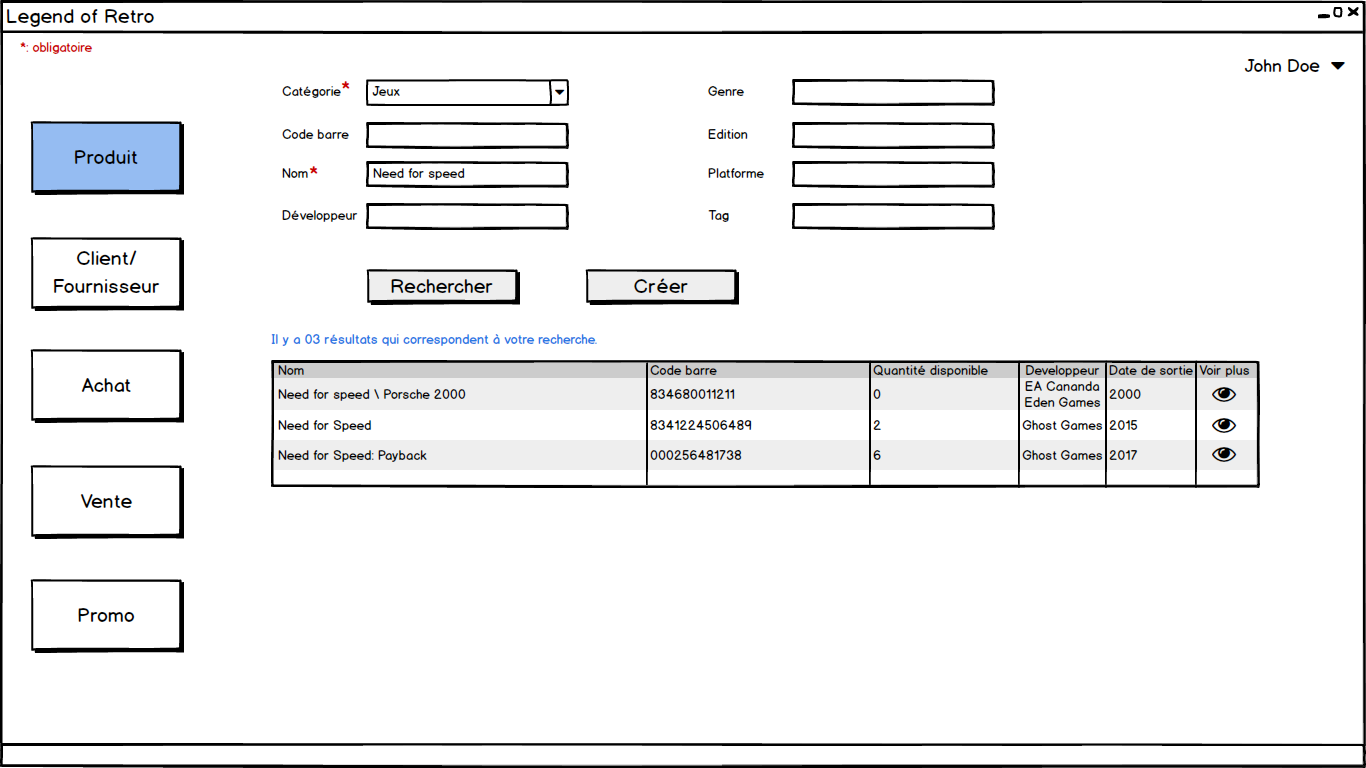 Legend of Retro
*: obligatoire
John Doe
Catégorie* Jeux Genre
Code barre Edition
Nom* Need for speed Platforme
Développeur Tag
Produit
Client/
Fournisseur
Achat
Vente
Promo
Rechercher Créer
Il y a 03 résultats qui correspondent à votre recherche.
Nom Code barre Quantité disponible Developpeur Date de sortie Voir plus
Need for speed \ Porsche 2000 834680011211 0 EA Cananda Eden Games 2000
Need for Speed 8341224506489 2 Ghost Games 2015
Need for Speed: Payback 000256481738 6 Ghost Games 2017